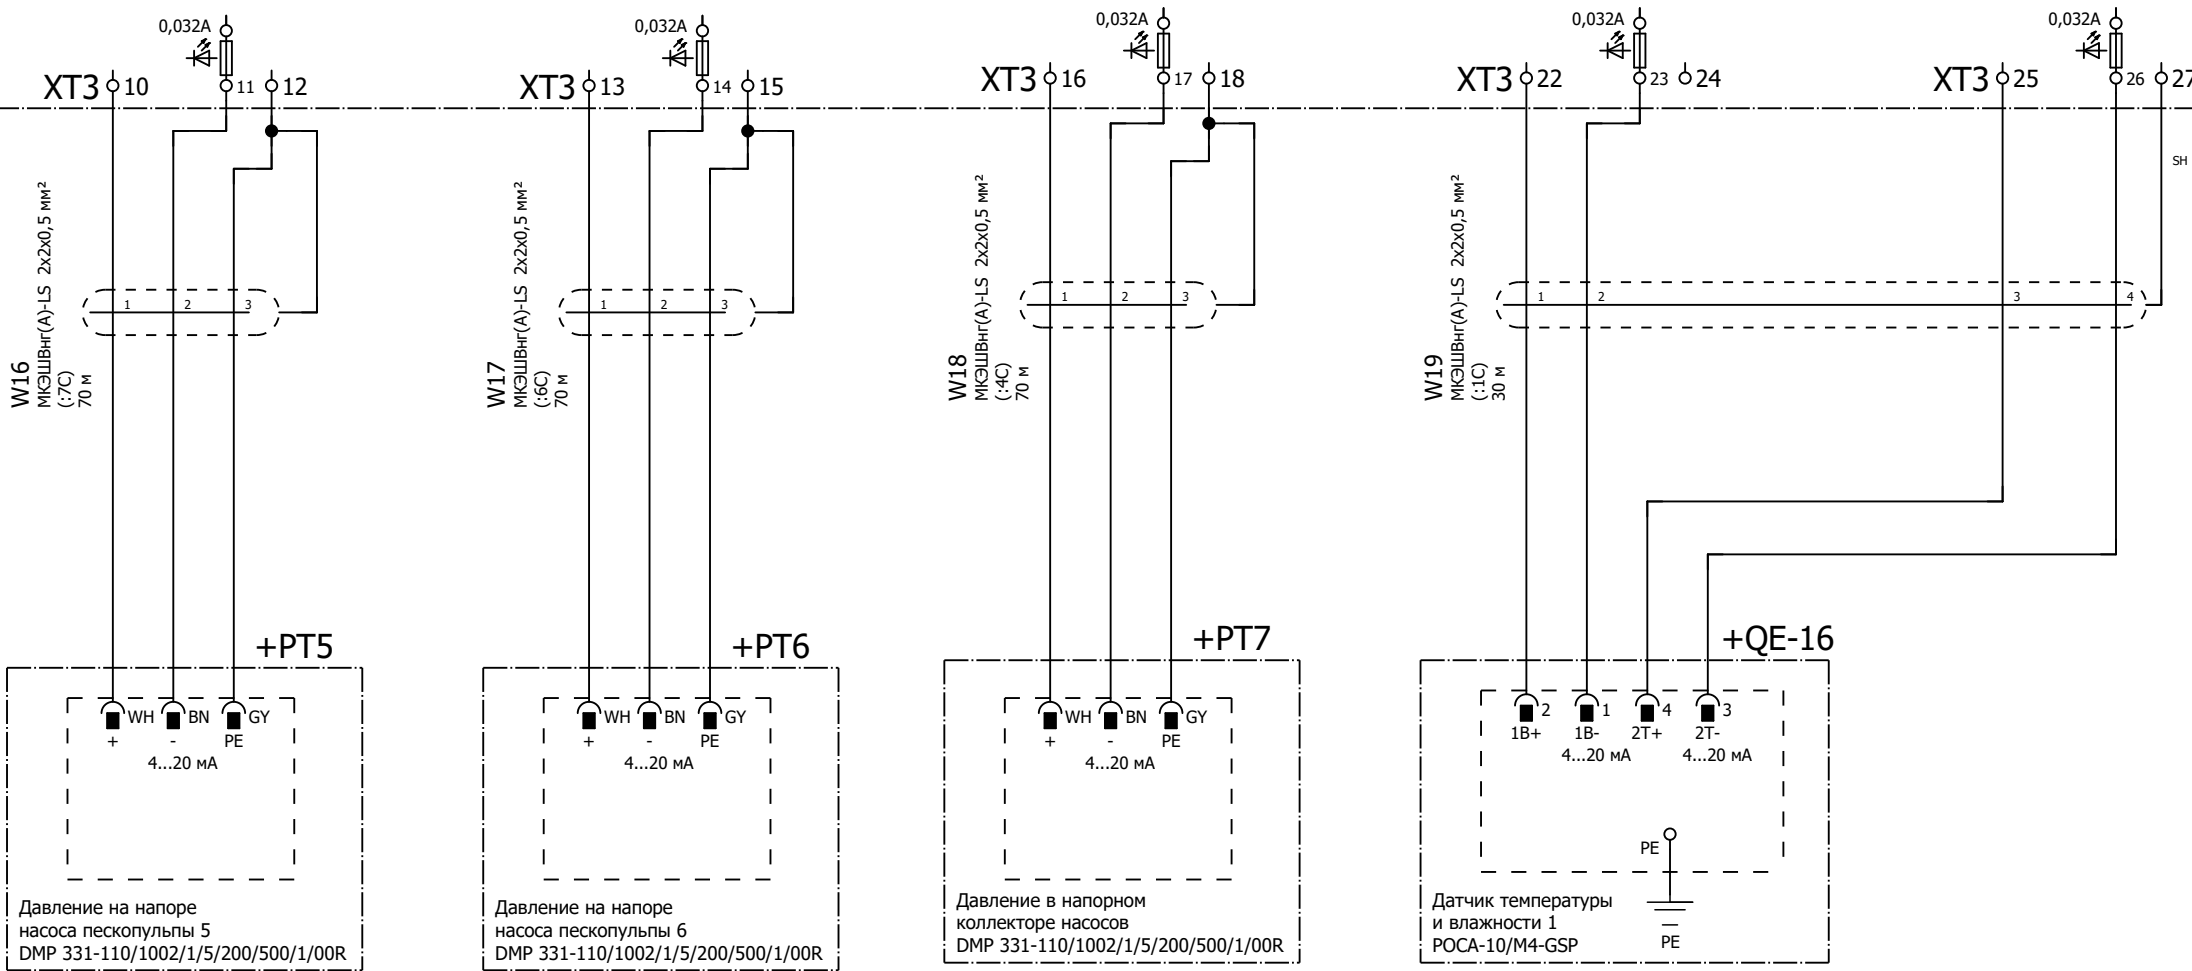 0,032A
0,032A
0,032A
0,032A
0,032A
XT3 10 11 12
XT3 13 14 15
XT3 16 17 18
XT3 22 23 24
XT3 25 26 27
SH
W16
МКЭШВнг(А)-LS 2х2х0,5 мм²
(:7C)
70 м
1 2 3
W17
МКЭШВнг(А)-LS 2х2х0,5 мм²
(:6C)
70 м
1 2 3
W18
МКЭШВнг(А)-LS 2х2х0,5 мм²
(:4C)
70 м
1 2 3
W19
МКЭШВнг(А)-LS 2х2х0,5 мм²
(:1C)
30 м
1 2 3 4
+PT5
WH BN GY
+ - PE
4...20 мА
Давление на напоре
насоса пескопульпы 5
DMP 331-110/1002/1/5/200/500/1/00R
+PT6
WH BN GY
+ - PE
4...20 мА
Давление на напоре
насоса пескопульпы 6
DMP 331-110/1002/1/5/200/500/1/00R
+PT7
WH BN GY
+ - PE
4...20 мА
Давление в напорном
коллекторе насосов
DMP 331-110/1002/1/5/200/500/1/00R
+QE-16
2 1 4 3
1B+ 1B- 2T+ 2T-
4...20 мА 4...20 мА
PE
PE
Датчик температуры
и влажности 1
РОСА-10/М4-GSP